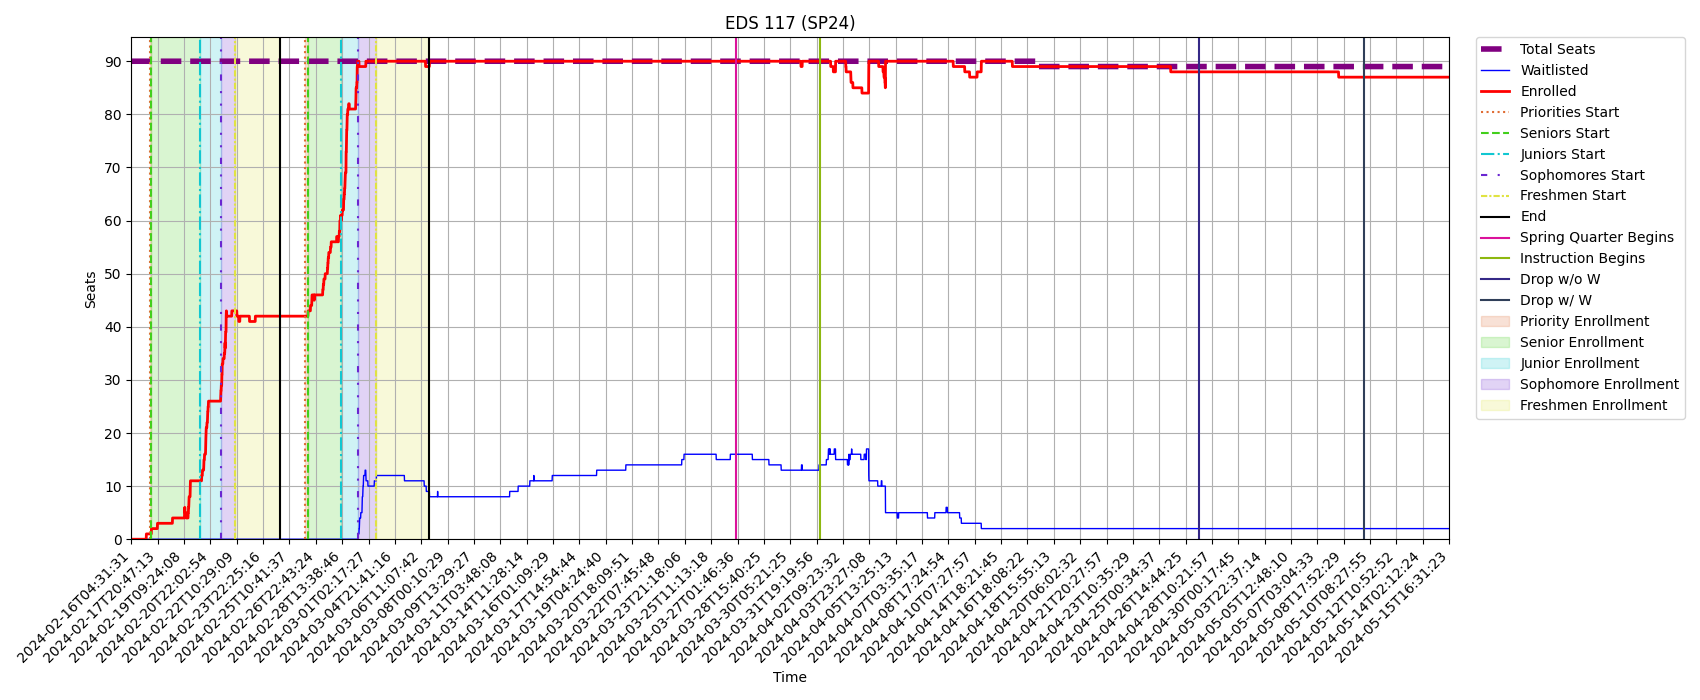 EDS 117 (SP24)
Seats
90
80
70
60
50
40
30
20
10
0
2024-02-16T04:31:31
2024-02-17T20:47:13
2024-02-19T09:24:08
2024-02-20T22:02:54
2024-02-22T10:29:09
2024-02-23T22:25:16
2024-02-25T10:41:37
2024-02-26T22:43:24
2024-02-28T13:38:46
2024-03-01T02:17:27
2024-03-04T21:41:16
2024-03-06T11:07:42
2024-03-08T00:10:29
2024-03-09T13:29:27
2024-03-11T03:48:08
2024-03-14T11:28:14
2024-03-16T01:09:29
2024-03-17T14:54:44
2024-03-19T04:24:40
2024-03-20T18:09:51
2024-03-22T07:45:48
2024-03-23T21:18:06
2024-03-25T11:13:18
2024-03-27T01:46:36
2024-03-28T15:40:25
2024-03-30T05:21:25
2024-03-31T19:19:56
2024-04-02T09:23:32
2024-04-03T23:27:08
2024-04-05T13:25:13
2024-04-07T03:35:17
2024-04-08T17:24:54
2024-04-10T07:27:57
2024-04-14T18:21:45
2024-04-16T18:08:22
2024-04-18T15:55:13
2024-04-20T06:02:32
2024-04-21T20:27:57
2024-04-23T10:35:29
2024-04-25T00:34:37
2024-04-26T14:44:25
2024-04-28T10:21:57
2024-04-30T00:17:45
2024-05-03T22:37:14
2024-05-05T12:48:10
2024-05-07T03:04:33
2024-05-08T17:52:29
2024-05-10T08:27:55
2024-05-12T10:52:52
2024-05-14T02:12:24
2024-05-15T16:31:23
Time
Total Seats
Waitlisted
Enrolled
Priorities Start
Seniors Start
Juniors Start
Sophomores Start
Freshmen Start
End
Spring Quarter Begins
Instruction Begins
Drop w/o W
Drop w/ W
Priority Enrollment
Senior Enrollment
Junior Enrollment
Sophomore Enrollment
Freshmen Enrollment